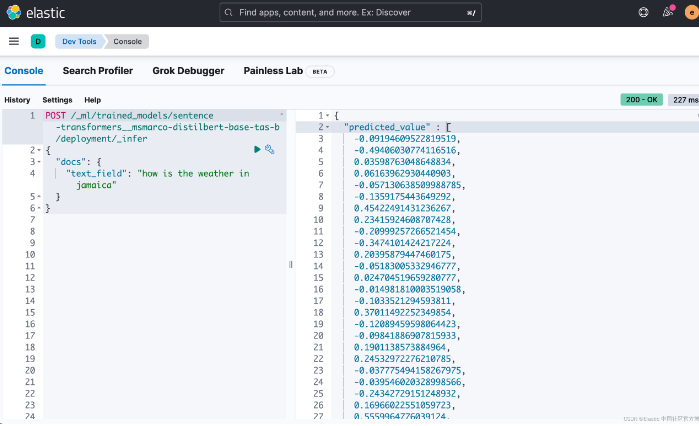 elastic
Find apps, content, and more. Ex: Discover
⌘/
e
D
Dev Tools
Console
Console
Search Profiler
Grok Debugger
Painless Lab
BETA
History
Settings
Help
200 - OK
227 ms
1 POST /_ml/trained_models/sentence
-transformers__msmarco-distilbert-base-tas-b
/deployment/_infer
2 {
3 "docs": {
4 "text_field": "how is the weather in
jamaica"
5 }
6 }
7
8
9
10
11
12
13
14
15
16
17
18
19
20
21
22
23
24
1 {
2 "predicted_value" : [
3 -0.09194609522819519,
4 -0.49406030774116516,
5 0.03598763048648834,
6 0.06163962930440903,
7 -0.057130638509988785,
8 -0.1359175443649292,
9 0.45422491431236267,
10 0.23415924608707428,
11 -0.20999257266521454,
12 -0.3474101424217224,
13 0.20395879447460175,
14 -0.05183005332946777,
15 0.024704519659280777,
16 -0.014981810003519058,
17 -0.1033521294593811,
18 0.37011492252349854,
19 -0.12089459598064423,
20 -0.09841886907815933,
21 0.1901138573884964,
22 0.24532972276210785,
23 -0.037775494158267975,
24 -0.039546020328998566,
25 -0.24342729151248932,
26 0.16966022551059723,
27 0.5559964776039124,
CSDN @Elastic 中国社区官方博